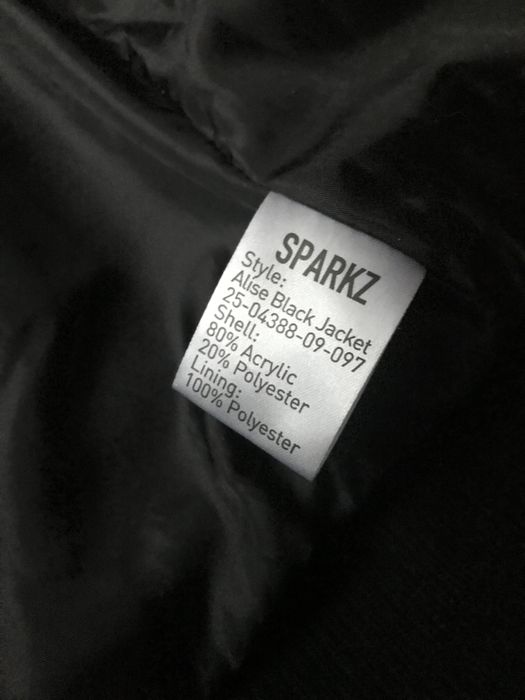 SPARKZ
Style:
Alise Black Jacket
25-04388-09-097
Shell:
80% Acrylic
20% Polyester
Lining:
100% Polyester